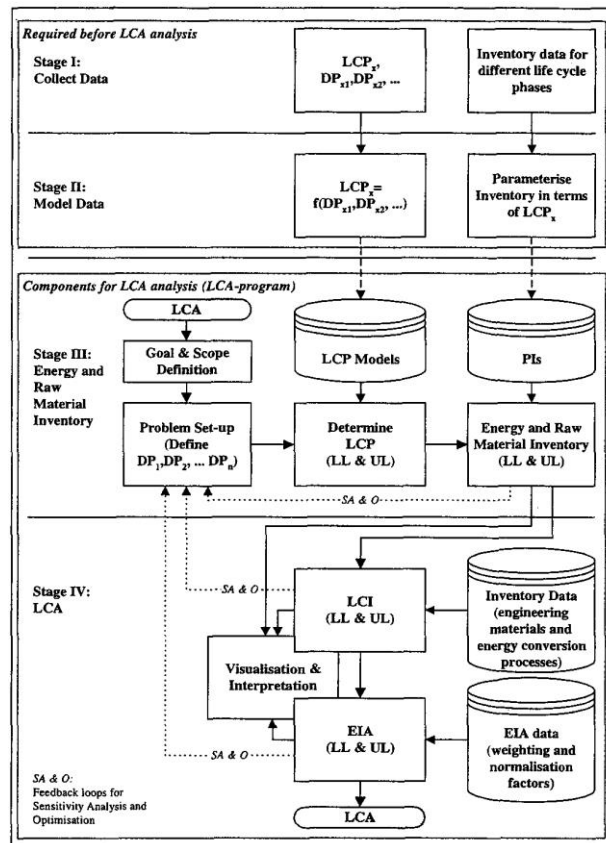 Required before LCA analysis
Stage I:
Collect Data
LCPx,
DPx1,DPx2, ...
Inventory data for
different life cycle
phases
Stage II:
Model Data
LCPx=
f(DPx1,DPx2, ...)
Parameterise
Inventory in terms
of LCPx
Components for LCA analysis (LCA-program)
LCA
Stage III:
Energy and
Raw
Material
Inventory
Goal & Scope
Definition
LCP Models
PIs
Problem Set-up
(Define
DP1,DP2, ... DPn)
Determine
LCP
(LL & UL)
Energy and Raw
Material Inventory
(LL & UL)
SA & O
Stage IV:
LCA
SA & O
LCI
(LL & UL)
Inventory Data
(engineering
materials and
energy conversion
processes)
Visualisation &
Interpretation
EIA
(LL & UL)
EIA data
(weighting and
normalisation
factors)
SA & O
SA & O:
Feedback loops for
Sensitivity Analysis and
Optimisation
LCA